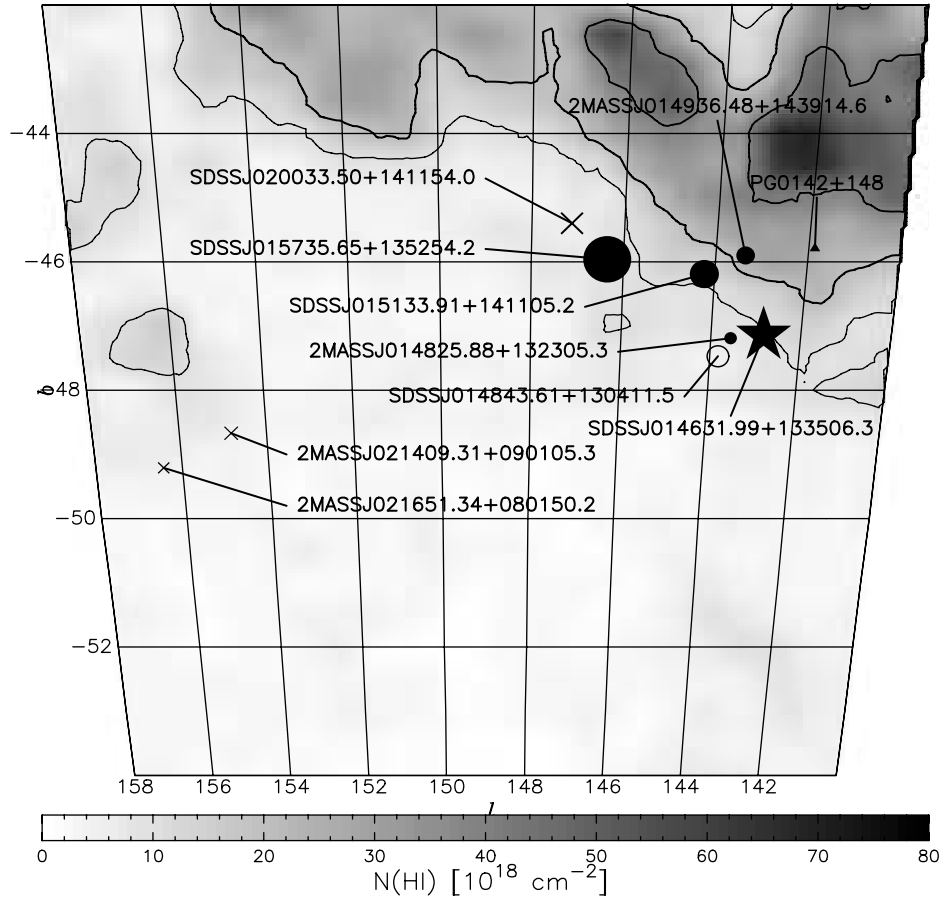 2MASSJ014936.48+143914.6
−44
SDSSJ020033.50+141154.0
PG0142+148
SDSSJ015735.65+135254.2
−46
SDSSJ015133.91+141105.2
2MASSJ014825.88+132305.3
b
−48
SDSSJ014843.61+130411.5
SDSSJ014631.99+133506.3
2MASSJ021409.31+090105.3
2MASSJ021651.34+080150.2
−50
−52
158 156 154 152 150 148 146 144 142
l
0 10 20 30 40 50 60 70 80
N(HI) [10^18 cm^−2]